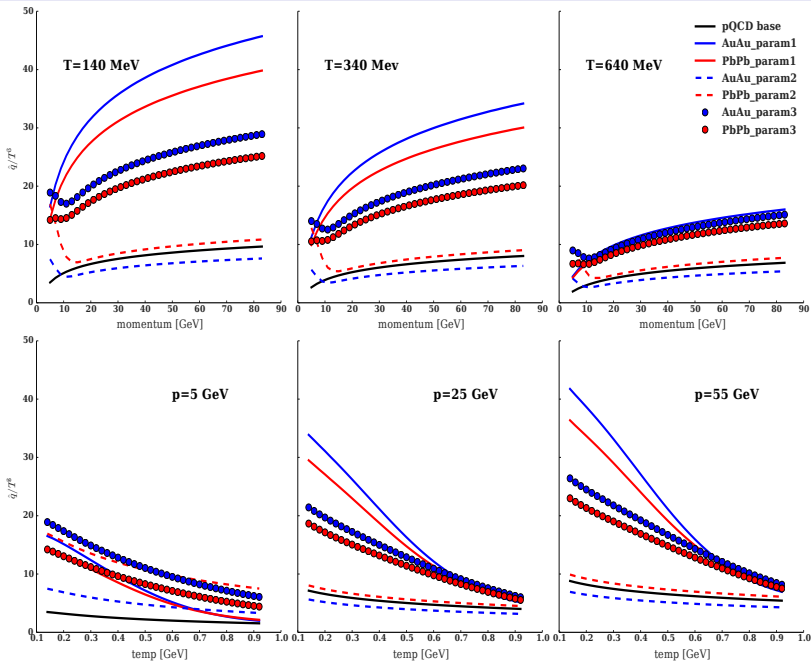 50
40
30
20
10
0
q̂/T³
T=140 MeV
0 10 20 30 40 50 60 70 80 90
momentum [GeV]
T=340 Mev
0 10 20 30 40 50 60 70 80 90
momentum [GeV]
T=640 MeV
pQCD base
AuAu_param1
PbPb_param1
AuAu_param2
PbPb_param2
AuAu_param3
PbPb_param3
0 10 20 30 40 50 60 70 80 90
momentum [GeV]
50
40
30
20
10
0
q̂/T³
p=5 GeV
0.1 0.2 0.3 0.4 0.5 0.6 0.7 0.8 0.9 1.0
temp [GeV]
p=25 GeV
0.1 0.2 0.3 0.4 0.5 0.6 0.7 0.8 0.9 1.0
temp [GeV]
p=55 GeV
0.1 0.2 0.3 0.4 0.5 0.6 0.7 0.8 0.9 1.0
temp [GeV]